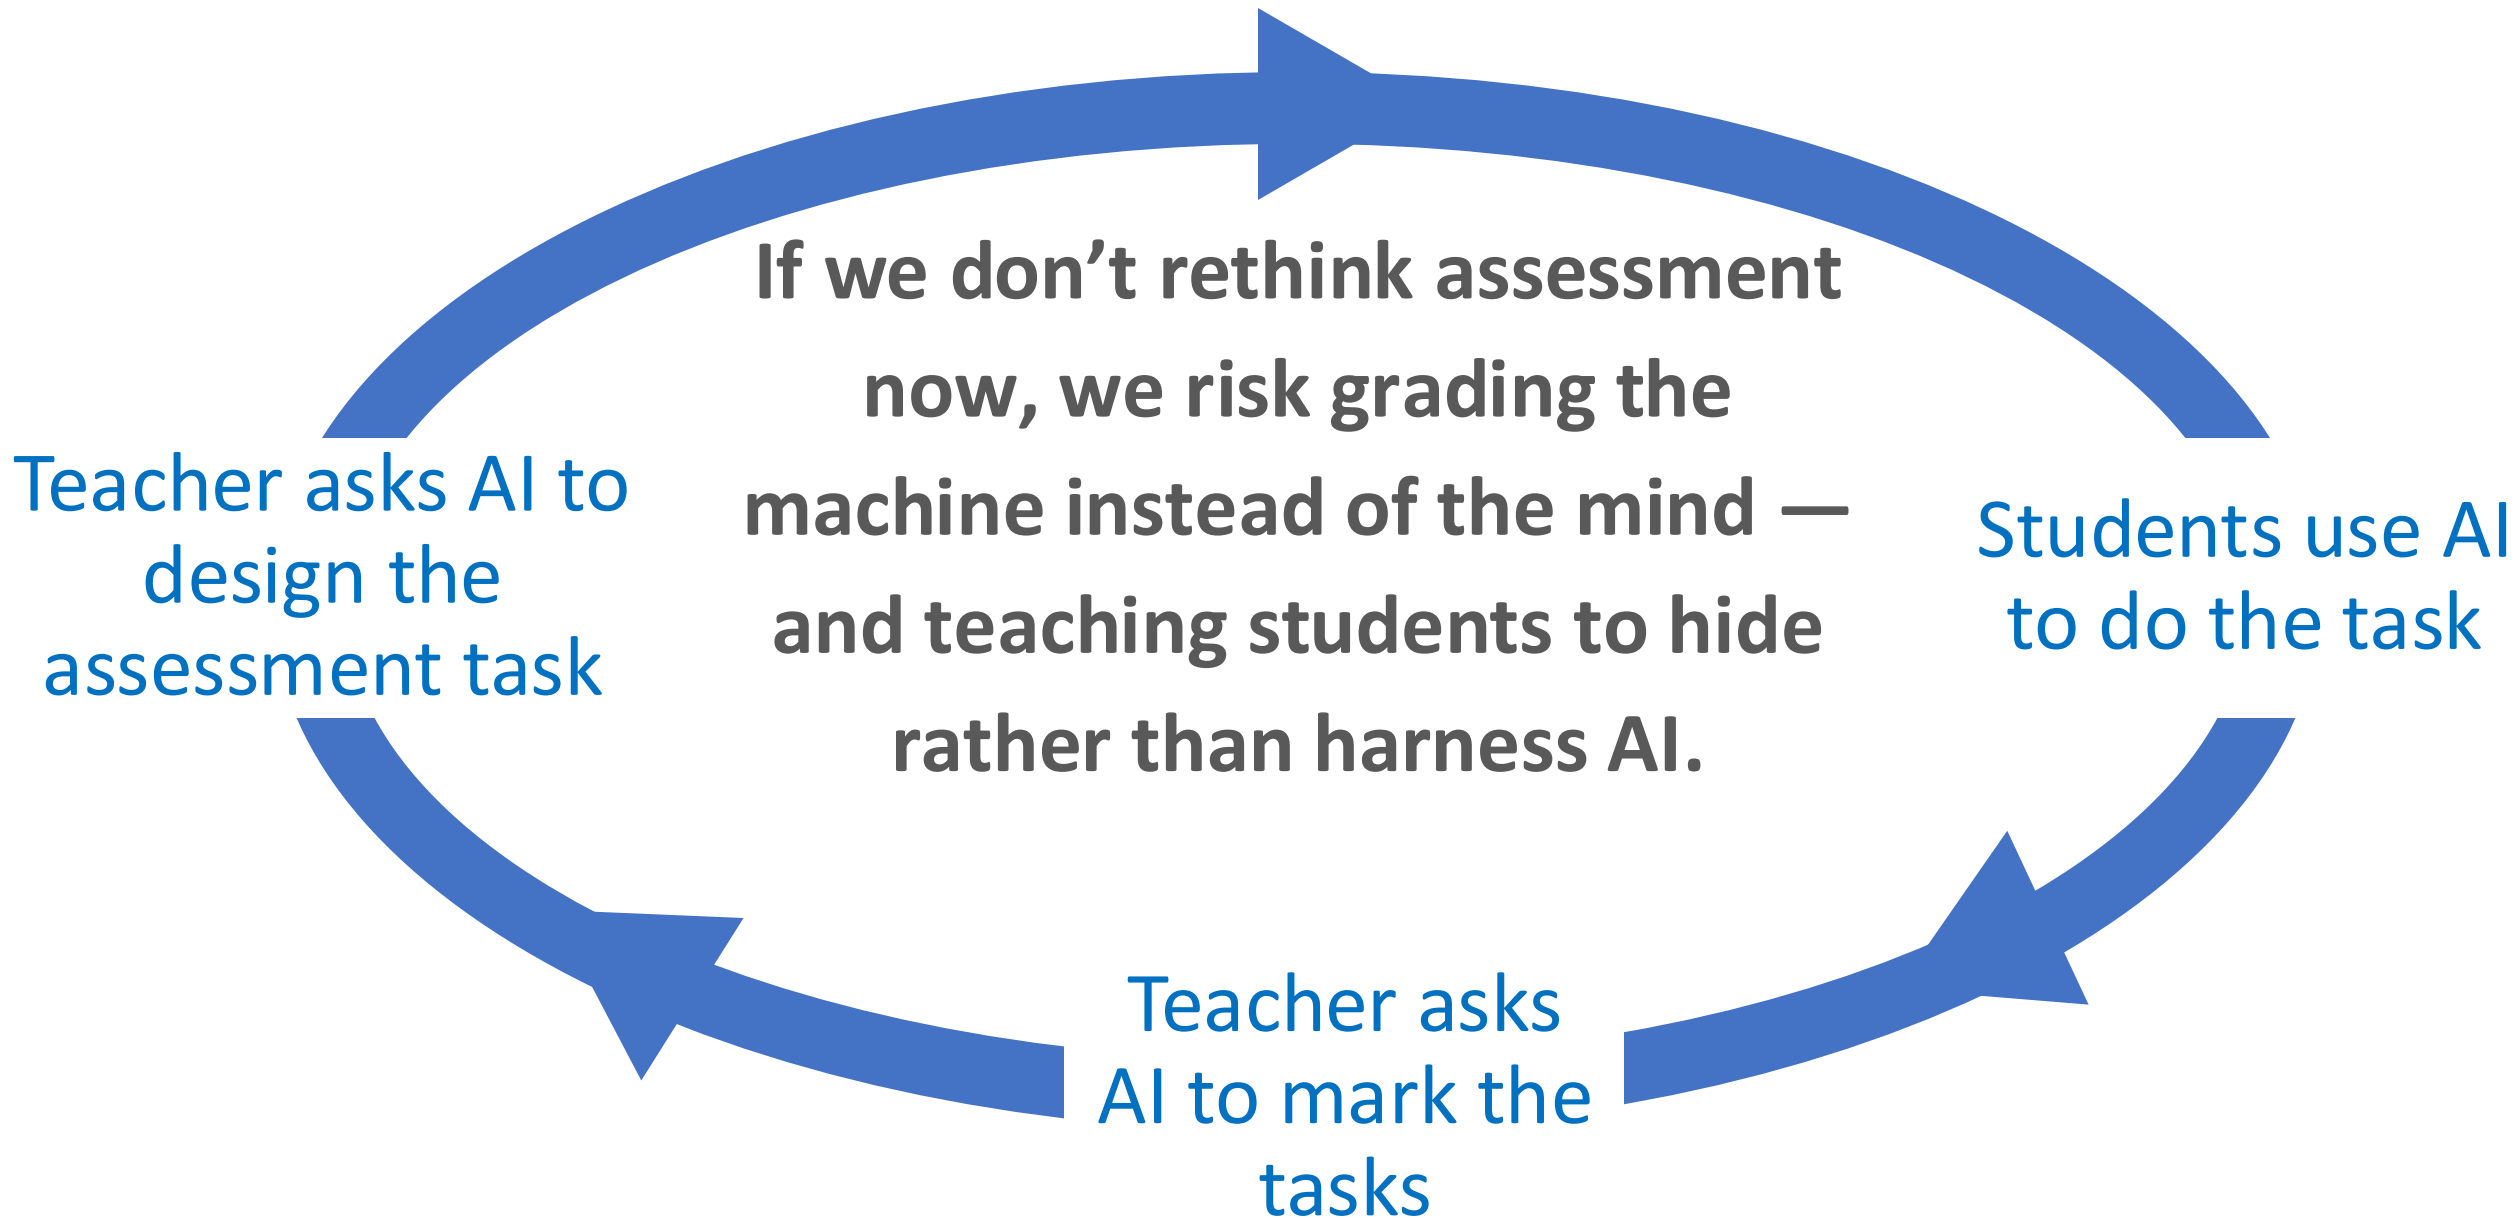 If we don’t rethink assessment
now, we risk grading the
machine instead of the mind —
and teaching students to hide
rather than harness AI.
Teacher asks AI to
design the
assessment task
Students use AI
to do the task
Teacher asks
AI to mark the
tasks